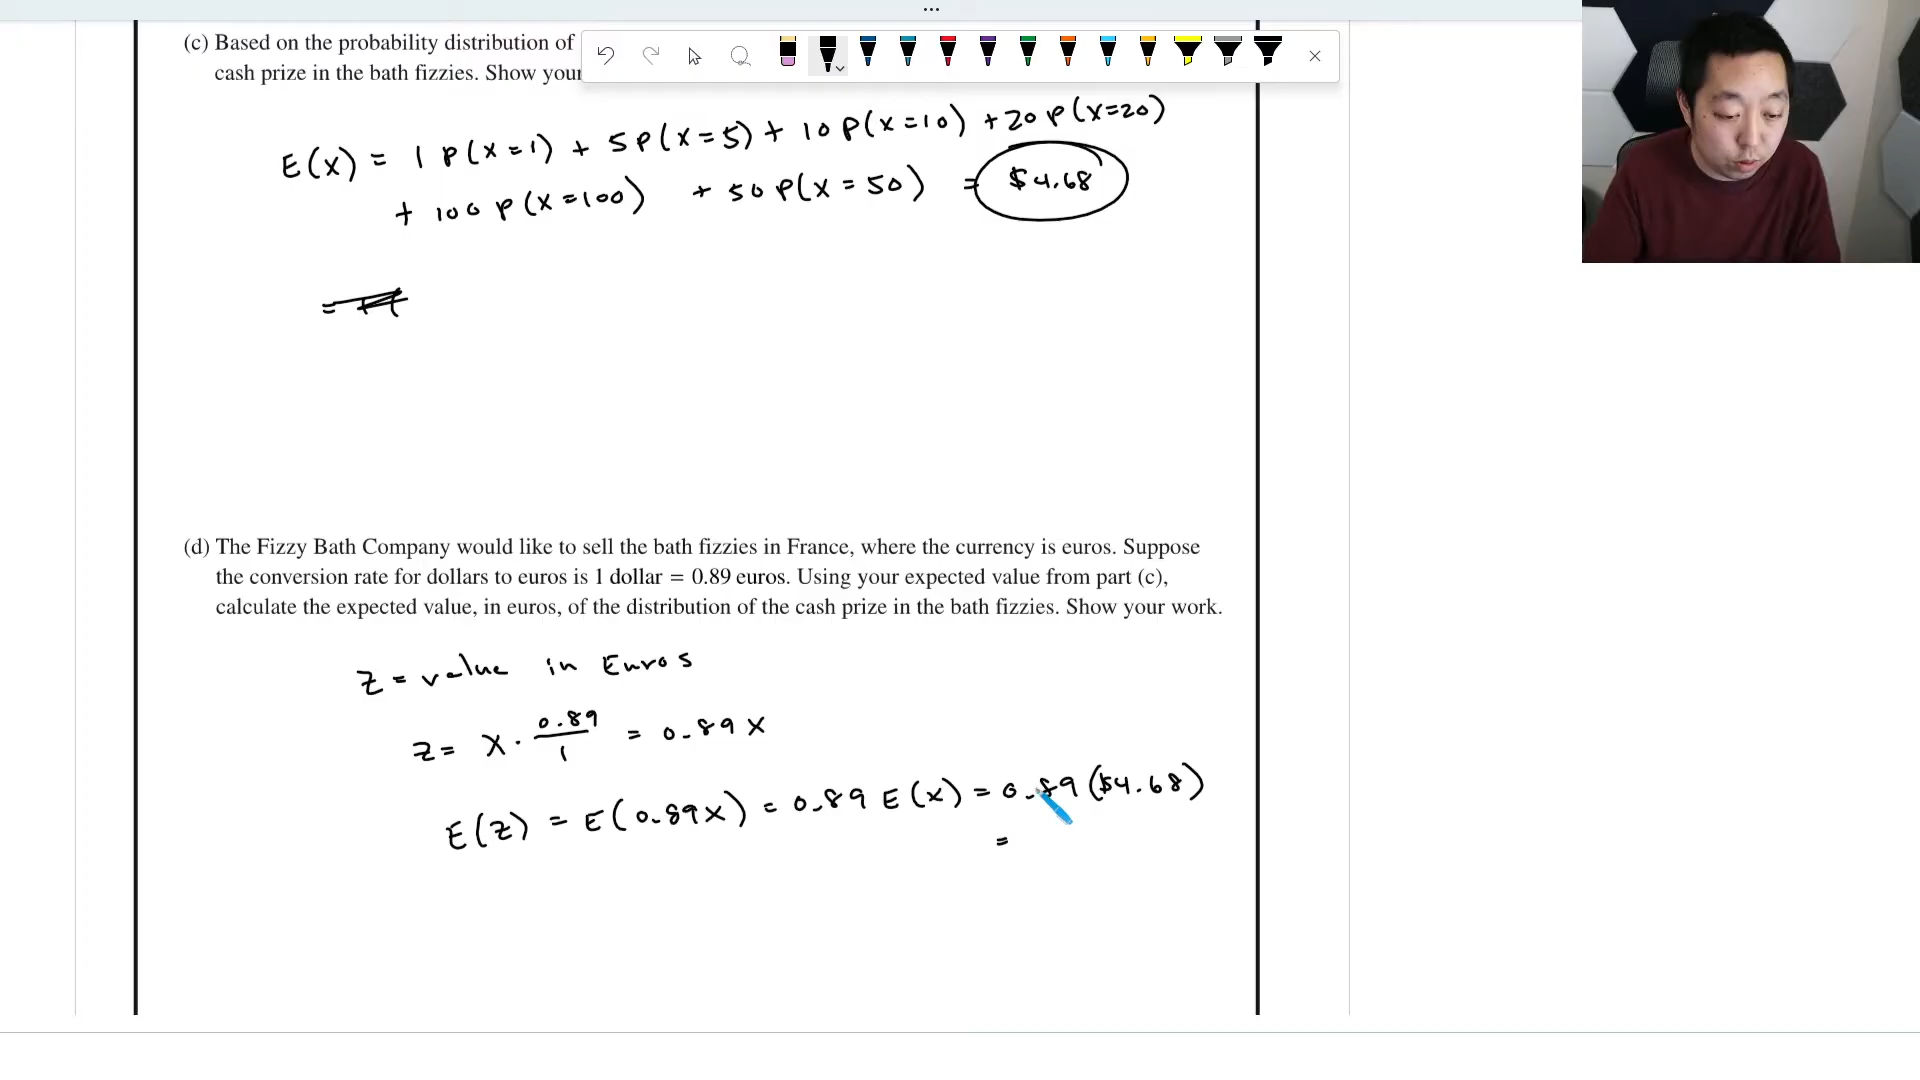 (c) Based on the probability distribution of
cash prize in the bath fizzies. Show your
E(x) = 1 P(x=1) + 5 P(x=5) + 10 P(x=10) + 20 P(x=20)
+ 100 P(x=100) + 50 P(x=50) = $4.68
=
(d) The Fizzy Bath Company would like to sell the bath fizzies in France, where the currency is euros. Suppose
the conversion rate for dollars to euros is 1 dollar = 0.89 euros. Using your expected value from part (c),
calculate the expected value, in euros, of the distribution of the cash prize in the bath fizzies. Show your work.
Z = value in Euros
Z = X · 0.89/1 = 0.89 X
E(Z) = E(0.89X) = 0.89 E(X) = 0.89 ($4.68)
=